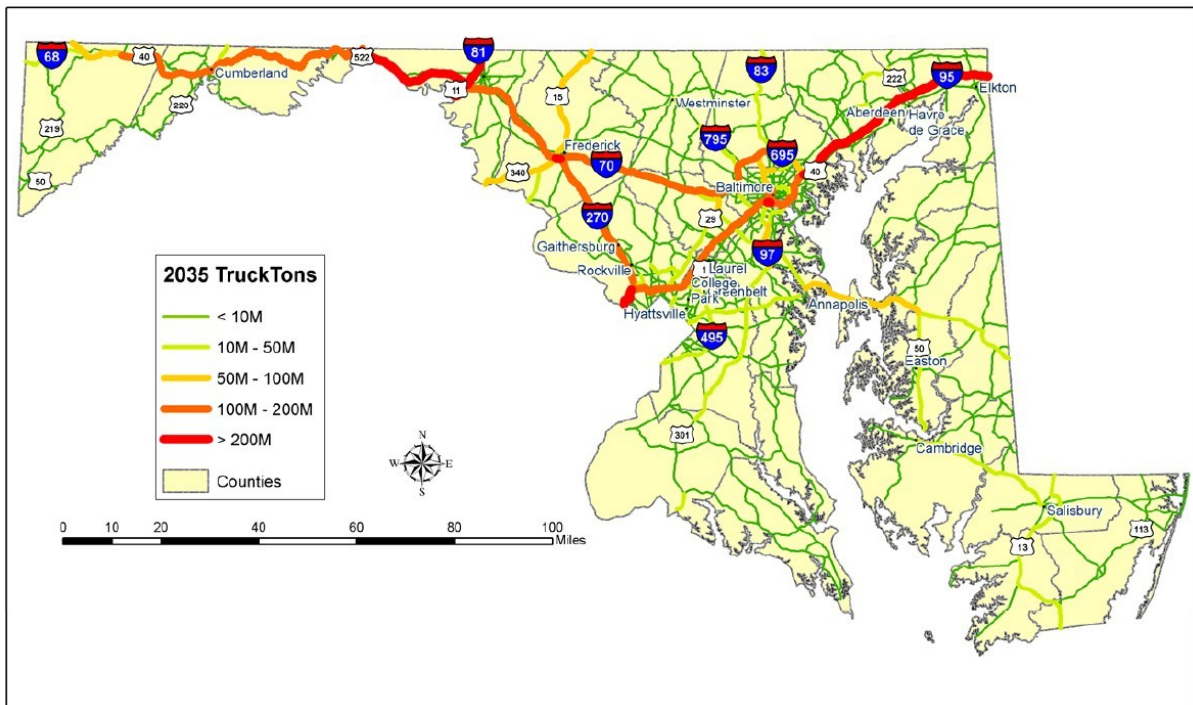 68
40
522
81
83
222
95
Elkton
Cumberland
11
15
Westminster
Aberdeen
Havre
de Grace
220
219
795
695
Frederick
70
40
50
340
Baltimore
270
29
Gaithersburg
97
Rockville
1
Laurel
College
Park
Greenbelt
Annapolis
Hyattsville
495
50
Easton
301
Cambridge
Salisbury
13
113
2035 TruckTons
< 10M
10M - 50M
50M - 100M
100M - 200M
> 200M
Counties
N
W E
S
0 10 20 40 60 80 100
Miles